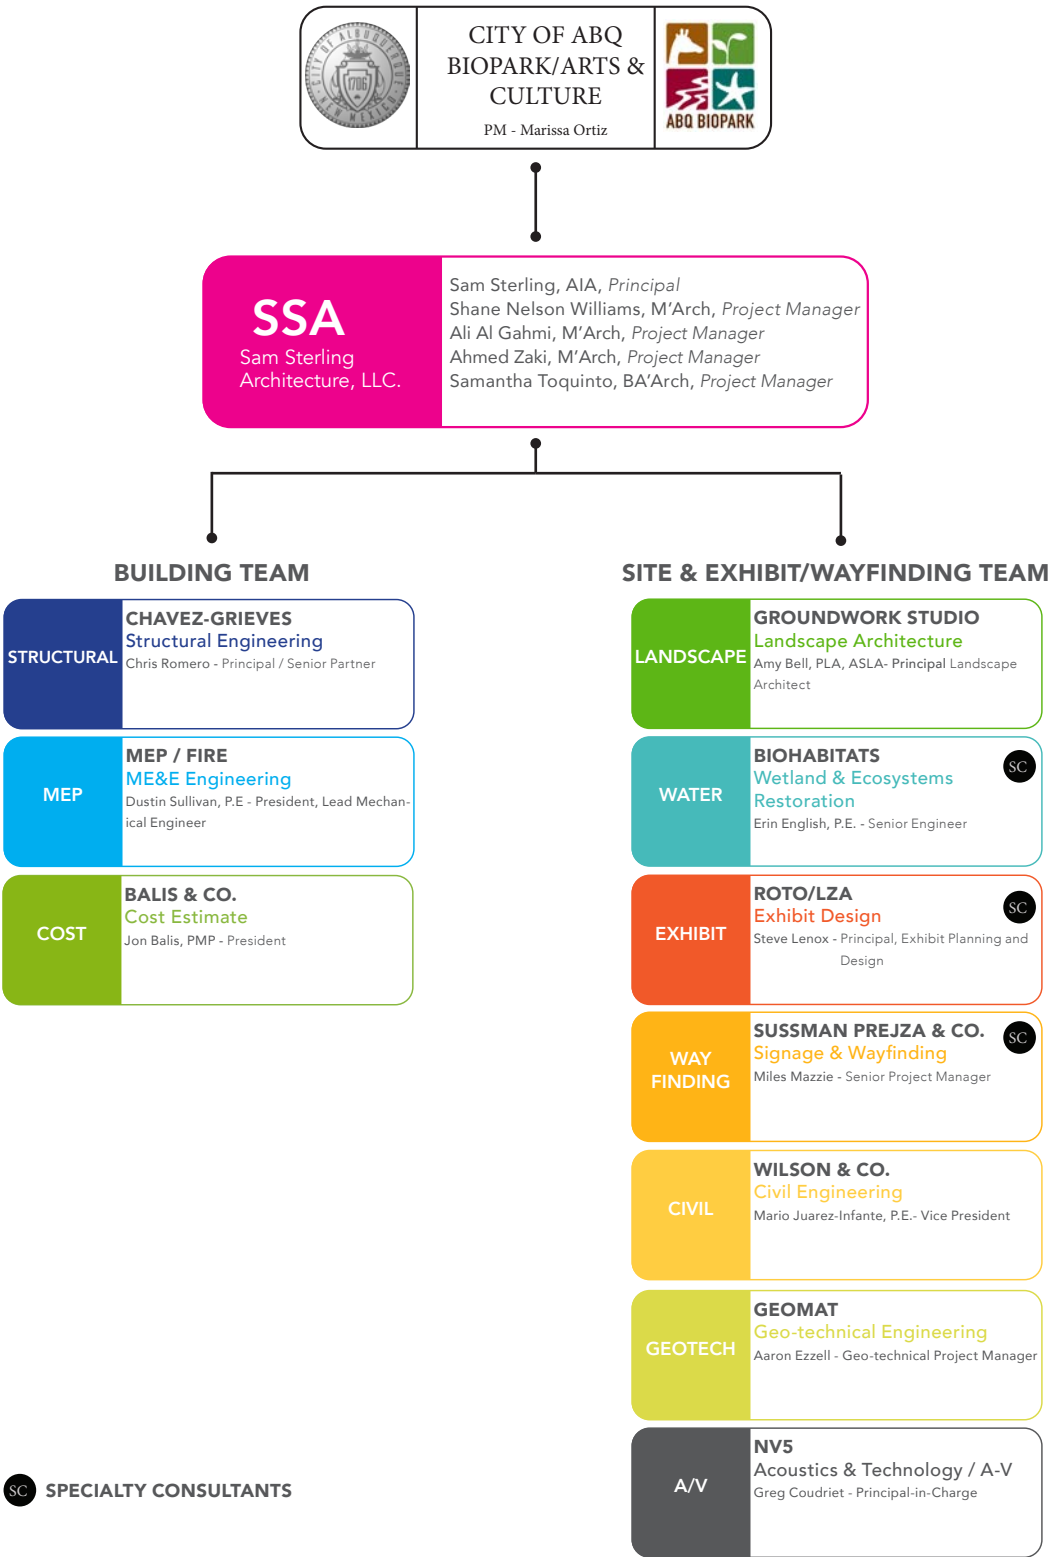 CITY OF ALBUQUERQUE
1706
NEW MEXICO
CITY OF ABQ
BIOPARK/ARTS &
CULTURE
PM - Marissa Ortiz
ABQ BIOPARK
SSA
Sam Sterling
Architecture, LLC.
Sam Sterling, AIA, Principal
Shane Nelson Williams, M'Arch, Project Manager
Ali Al Gahmi, M'Arch, Project Manager
Ahmed Zaki, M'Arch, Project Manager
Samantha Toquinto, BA'Arch, Project Manager
BUILDING TEAM
STRUCTURAL
CHAVEZ-GRIEVES
Structural Engineering
Chris Romero - Principal / Senior Partner
MEP
MEP / FIRE
ME&E Engineering
Dustin Sullivan, P.E - President, Lead Mechan-
ical Engineer
COST
BALIS & CO.
Cost Estimate
Jon Balis, PMP - President
SITE & EXHIBIT/WAYFINDING TEAM
LANDSCAPE
GROUNDWORK STUDIO
Landscape Architecture
Amy Bell, PLA, ASLA- Principal Landscape
Architect
WATER
BIOHABITATS
SC
Wetland & Ecosystems
Restoration
Erin English, P.E. - Senior Engineer
EXHIBIT
ROTO/LZA
SC
Exhibit Design
Steve Lenox - Principal, Exhibit Planning and
Design
WAY
FINDING
SUSSMAN PREJZA & CO.
SC
Signage & Wayfinding
Miles Mazzie - Senior Project Manager
CIVIL
WILSON & CO.
Civil Engineering
Mario Juarez-Infante, P.E.- Vice President
GEOTECH
GEOMAT
Geo-technical Engineering
Aaron Ezzell - Geo-technical Project Manager
A/V
NV5
Acoustics & Technology / A-V
Greg Coudriet - Principal-in-Charge
SC SPECIALTY CONSULTANTS